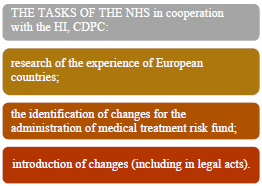 THE TASKS OF THE NHS in cooperation
with the HI, CDPC:
research of the experience of European
countries;
the identification of changes for the
administration of medical treatment risk fund;
introduction of changes (including in legal acts).